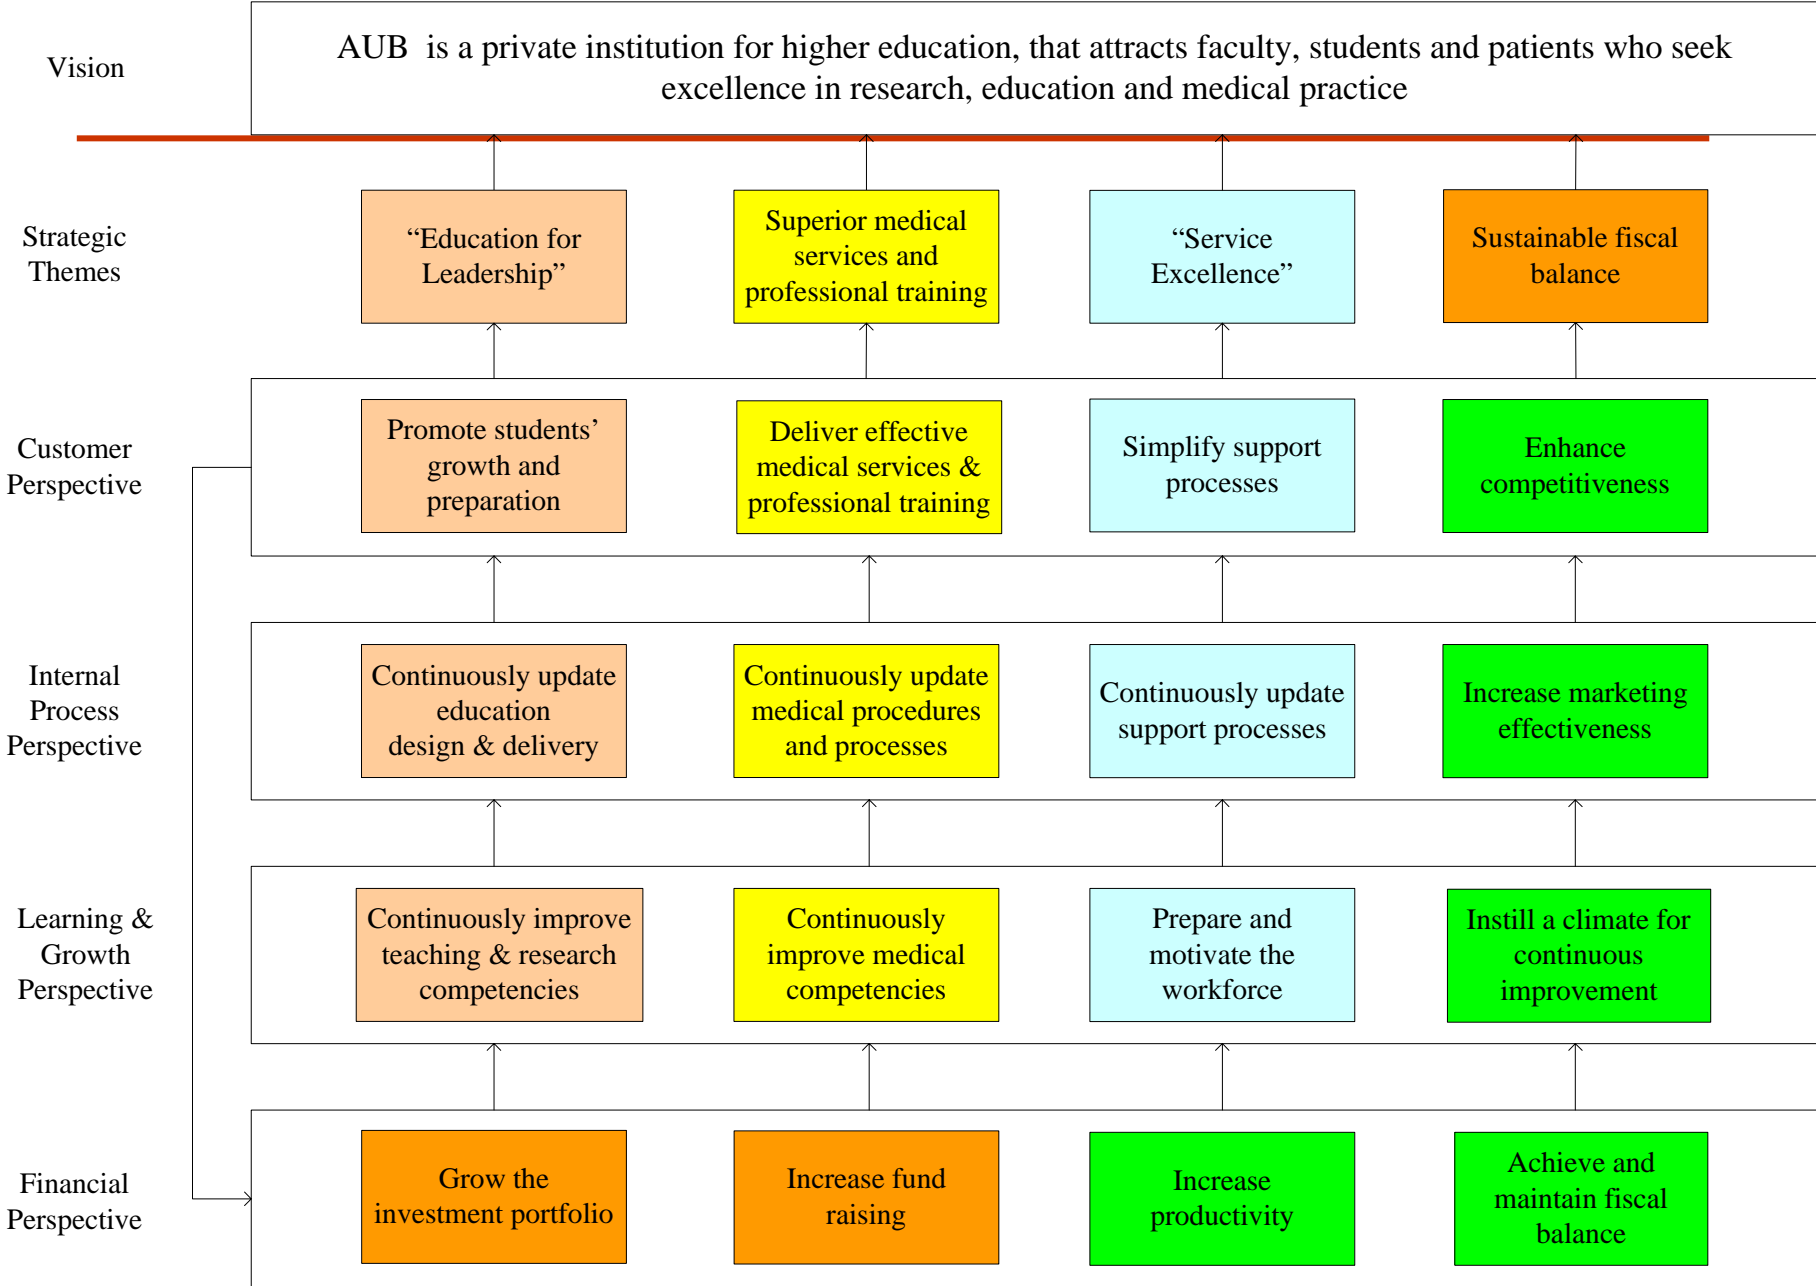 Vision
AUB is a private institution for higher education, that attracts faculty, students and patients who seek
excellence in research, education and medical practice
Strategic
Themes
“Education for
Leadership”
Superior medical
services and
professional training
“Service
Excellence”
Sustainable fiscal
balance
Customer
Perspective
Promote students’
growth and
preparation
Deliver effective
medical services &
professional training
Simplify support
processes
Enhance
competitiveness
Internal
Process
Perspective
Continuously update
education
design & delivery
Continuously update
medical procedures
and processes
Continuously update
support processes
Increase marketing
effectiveness
Learning &
Growth
Perspective
Continuously improve
teaching & research
competencies
Continuously
improve medical
competencies
Prepare and
motivate the
workforce
Instill a climate for
continuous
improvement
Financial
Perspective
Grow the
investment portfolio
Increase fund
raising
Increase
productivity
Achieve and
maintain fiscal
balance